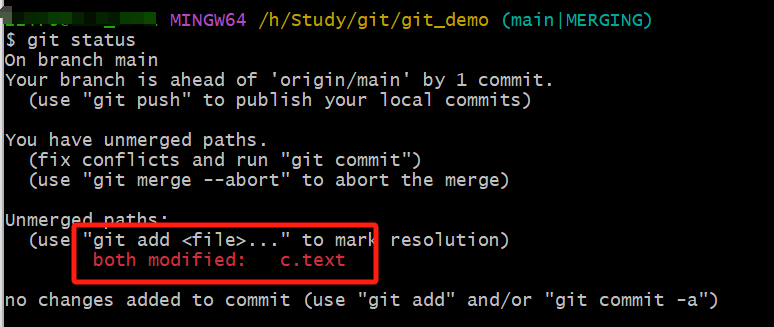 MINGW64 /h/Study/git/git_demo (main|MERGING)
$ git status
On branch main
Your branch is ahead of 'origin/main' by 1 commit.
  (use "git push" to publish your local commits)

You have unmerged paths.
  (fix conflicts and run "git commit")
  (use "git merge --abort" to abort the merge)

Unmerged paths:
  (use "git add <file>..." to mark resolution)
        both modified:   c.text

no changes added to commit (use "git add" and/or "git commit -a")